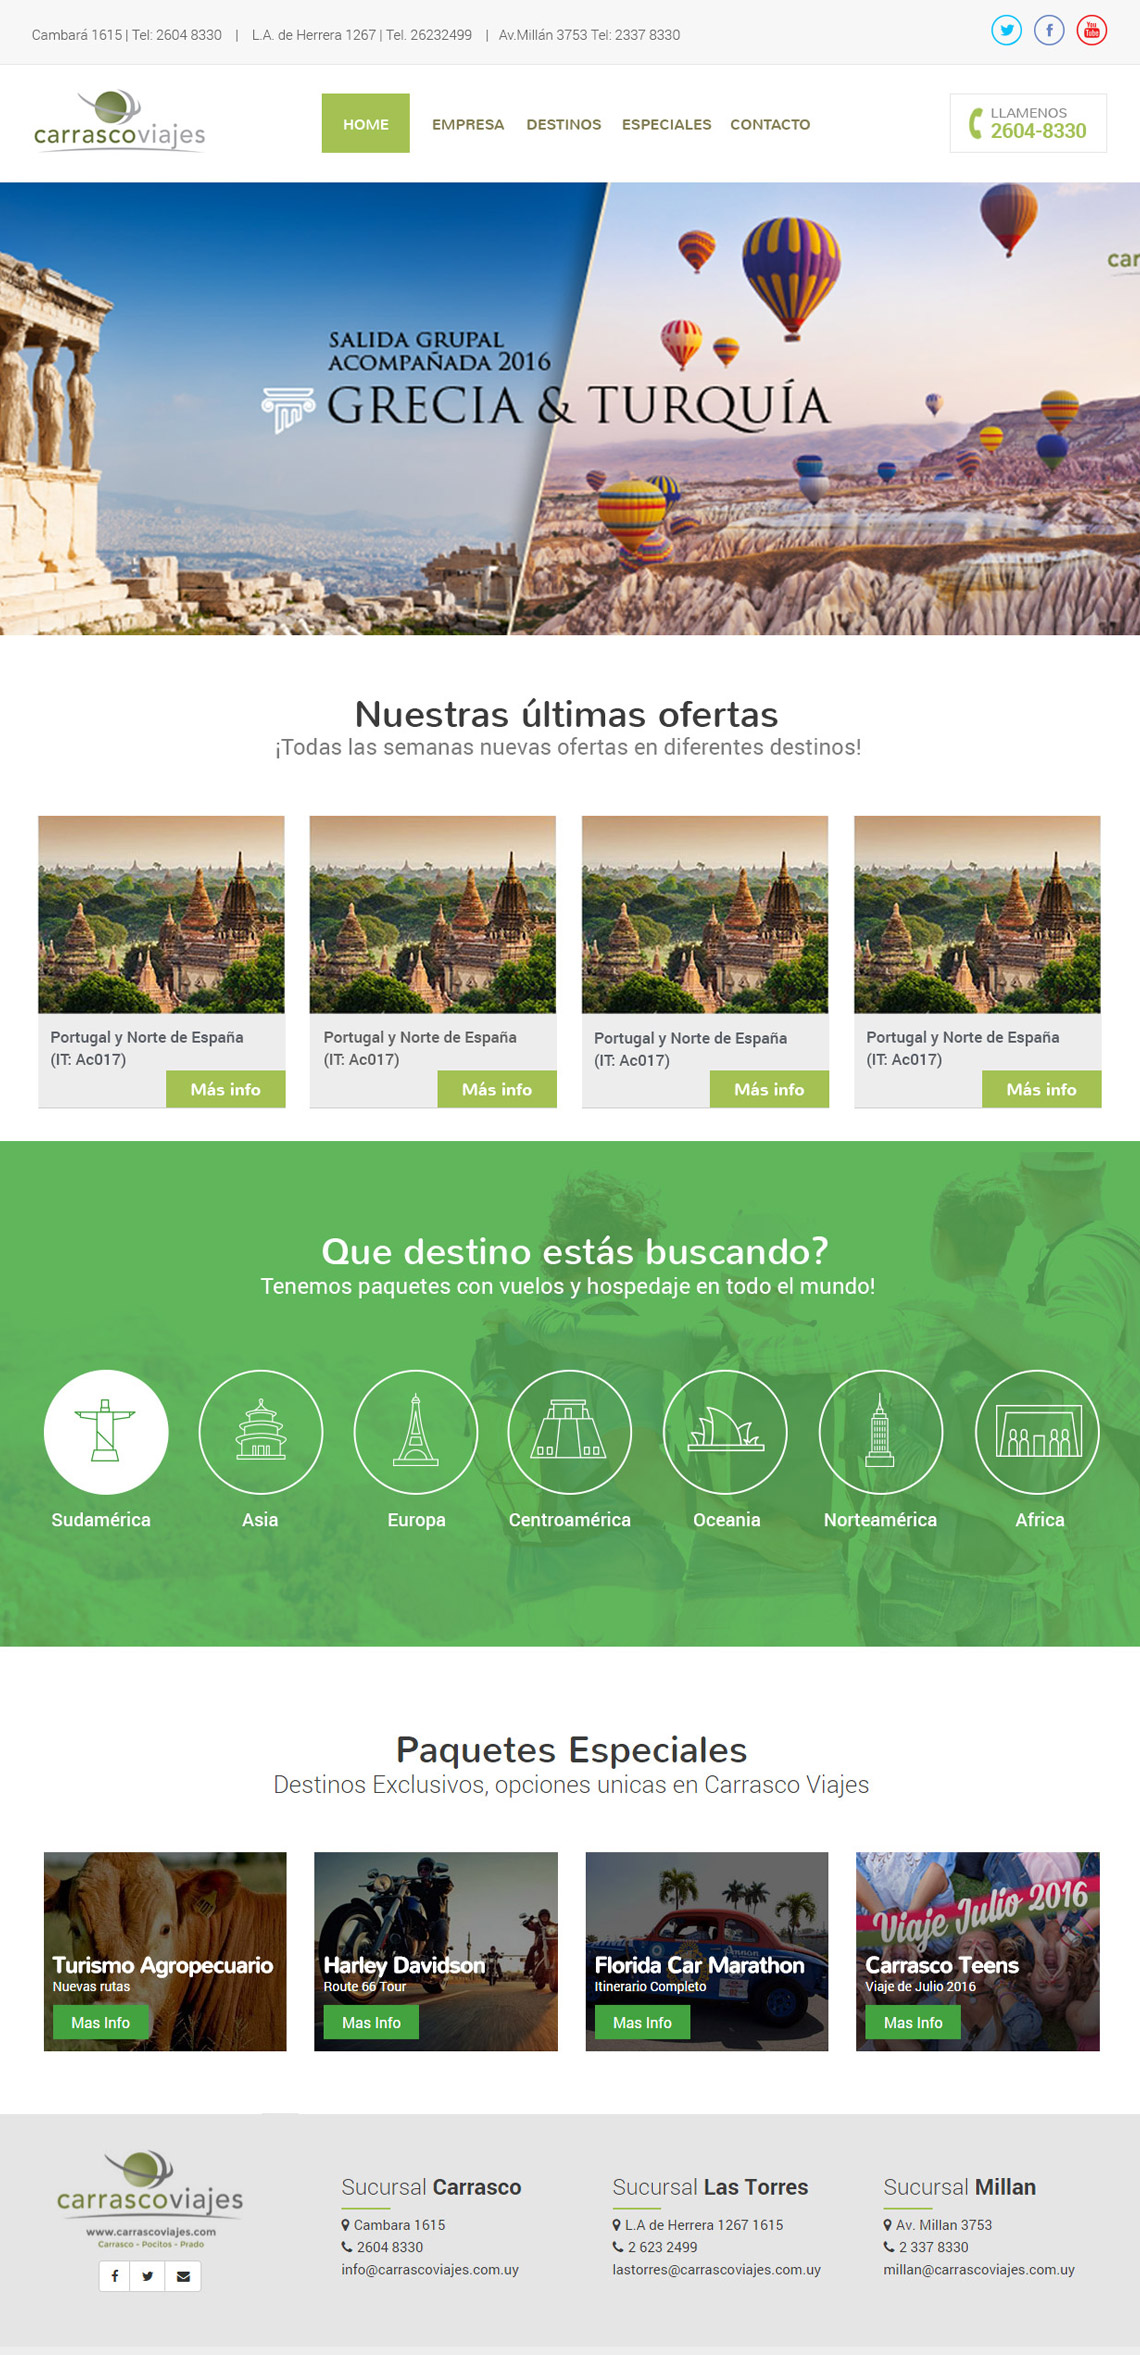 Cambará 1615 | Tel: 2604 8330 | L.A. de Herrera 1267 | Tel. 26232499 | Av.Millán 3753 Tel: 2337 8330
You Tube
carrascoviajes
HOME EMPRESA DESTINOS ESPECIALES CONTACTO
LLAMENOS
2604-8330
car
SALIDA GRUPAL
ACOMPAÑADA 2016
GRECIA & TURQUÍA
Nuestras últimas ofertas
¡Todas las semanas nuevas ofertas en diferentes destinos!
Portugal y Norte de España
(IT: Ac017)
Más info
Portugal y Norte de España
(IT: Ac017)
Más info
Portugal y Norte de España
(IT: Ac017)
Más info
Portugal y Norte de España
(IT: Ac017)
Más info
Que destino estás buscando?
Tenemos paquetes con vuelos y hospedaje en todo el mundo!
Sudamérica Asia Europa Centroamérica Oceania Norteamérica Africa
Paquetes Especiales
Destinos Exclusivos, opciones unicas en Carrasco Viajes
Turismo Agropecuario
Nuevas rutas
Mas Info
Harley Davidson
Route 66 Tour
Mas Info
Florida Car Marathon
Itinerario Completo
Mas Info
Viaje Julio 2016
Carrasco Teens
Viaje de Julio 2016
Mas Info
carrascoviajes
www.carrascoviajes.com
Carrasco - Pocitos - Prado
Sucursal Carrasco
Cambara 1615
2604 8330
info@carrascoviajes.com.uy
Sucursal Las Torres
L.A de Herrera 1267 1615
2 623 2499
lastorres@carrascoviajes.com.uy
Sucursal Millan
Av. Millan 3753
2 337 8330
millan@carrascoviajes.com.uy